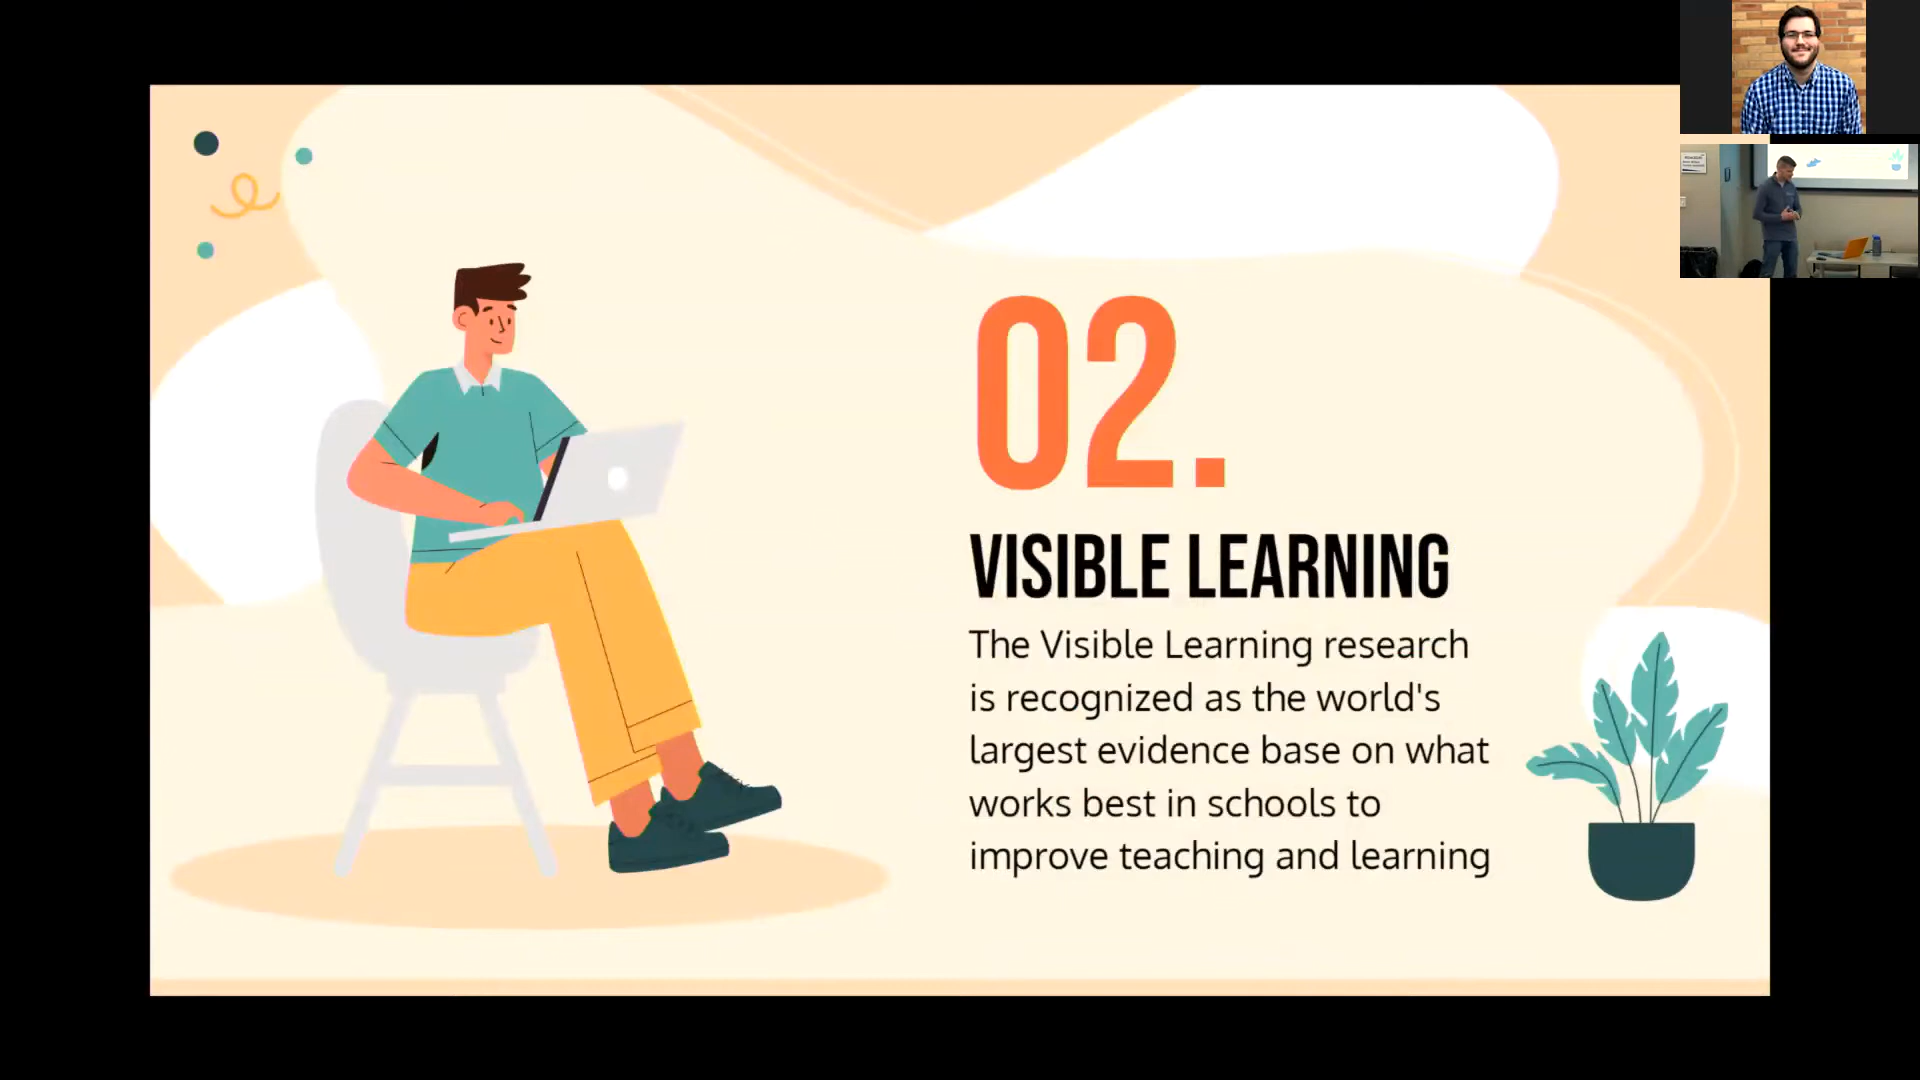 02.
VISIBLE LEARNING
The Visible Learning research
is recognized as the world's
largest evidence base on what
works best in schools to
improve teaching and learning